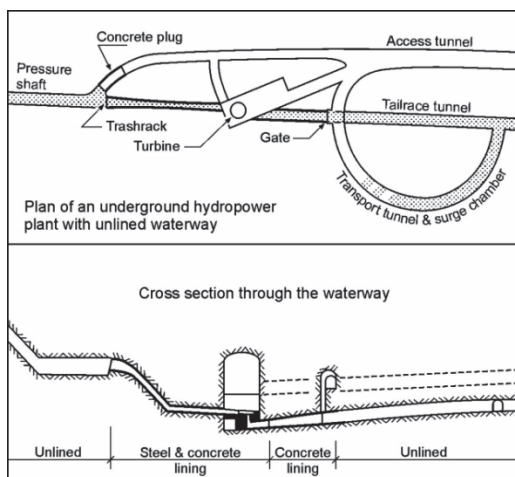 Concrete plug
Access tunnel
Pressure
shaft
Tailrace tunnel
Trashrack
Turbine
Gate
Transport tunnel & surge chamber
Plan of an underground hydropower
plant with unlined waterway
Cross section through the waterway
Unlined
Steel & concrete
lining
Concrete
lining
Unlined